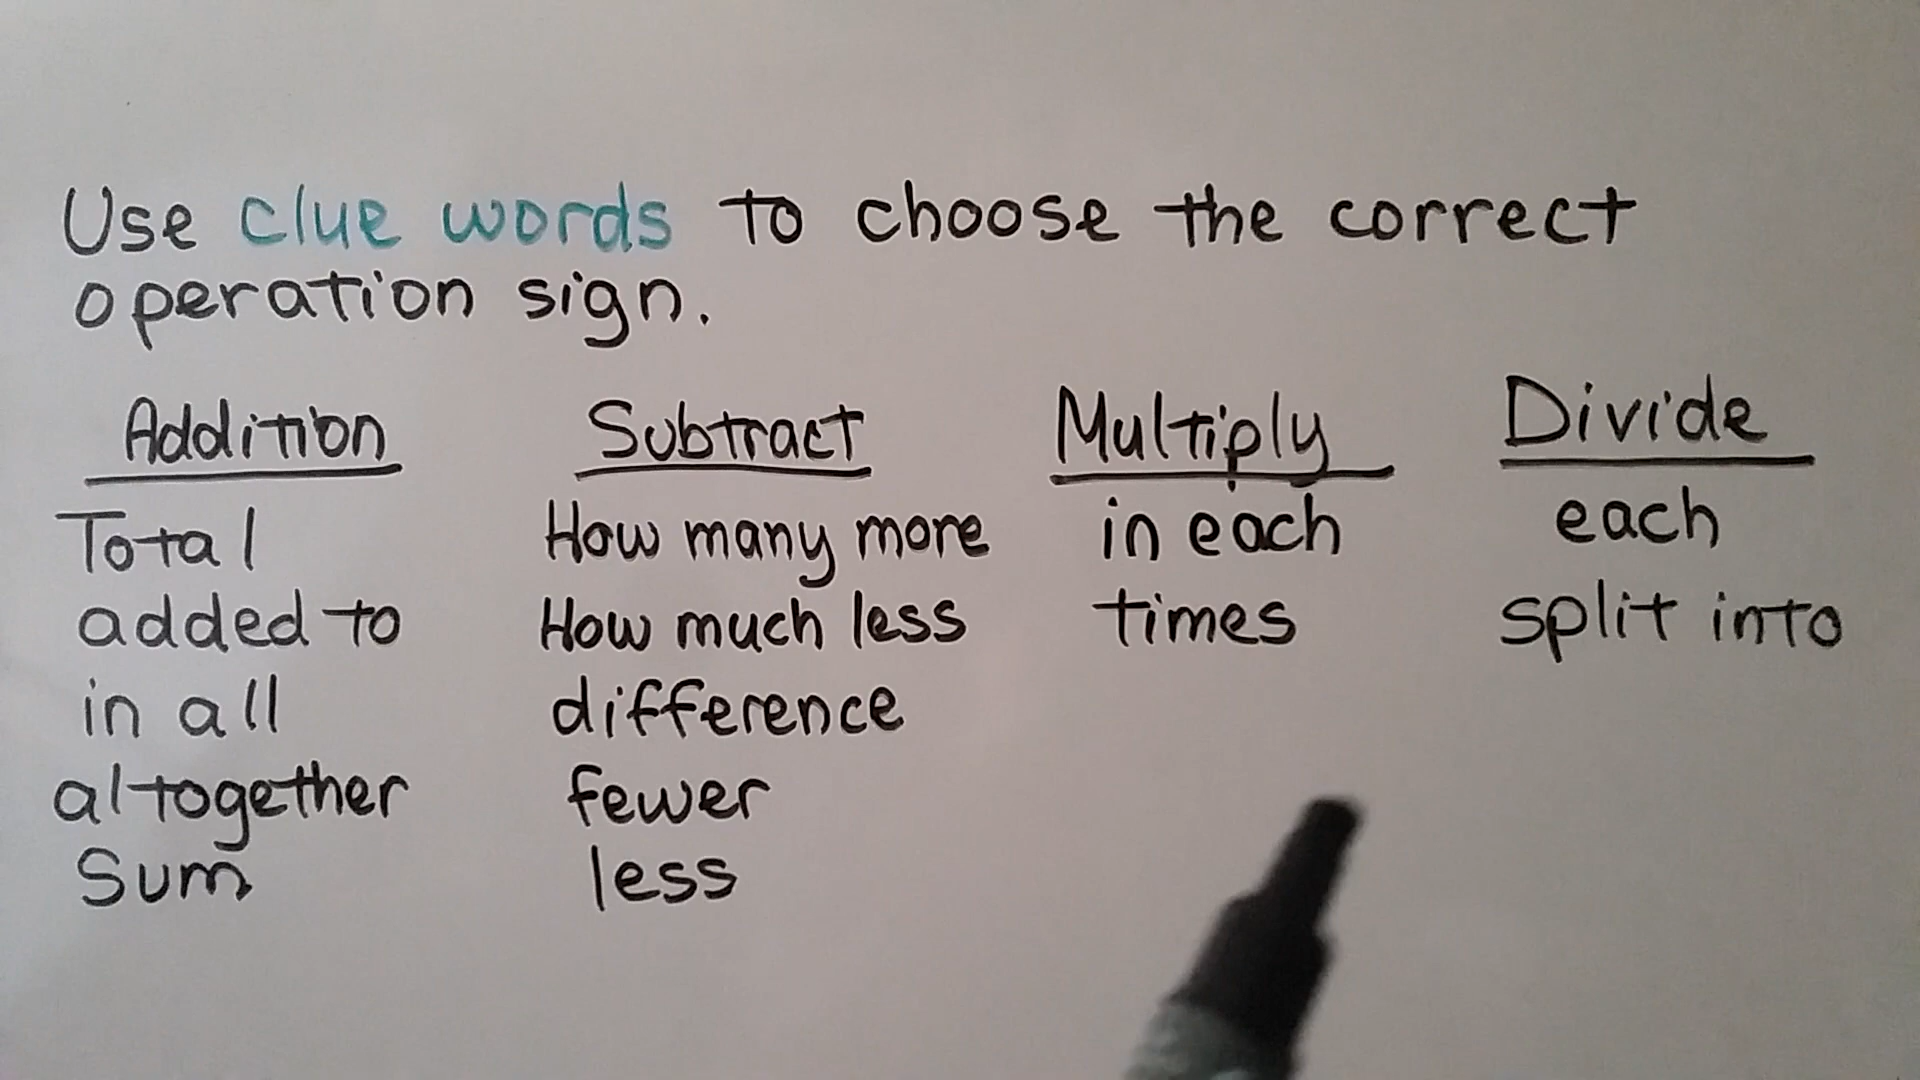 Use clue words to choose the correct
operation sign.
Addition
Total
added to
in all
altogether
Sum
Subtract
How many more
How much less
difference
fewer
less
Multiply
in each
times
Divide
each
split into